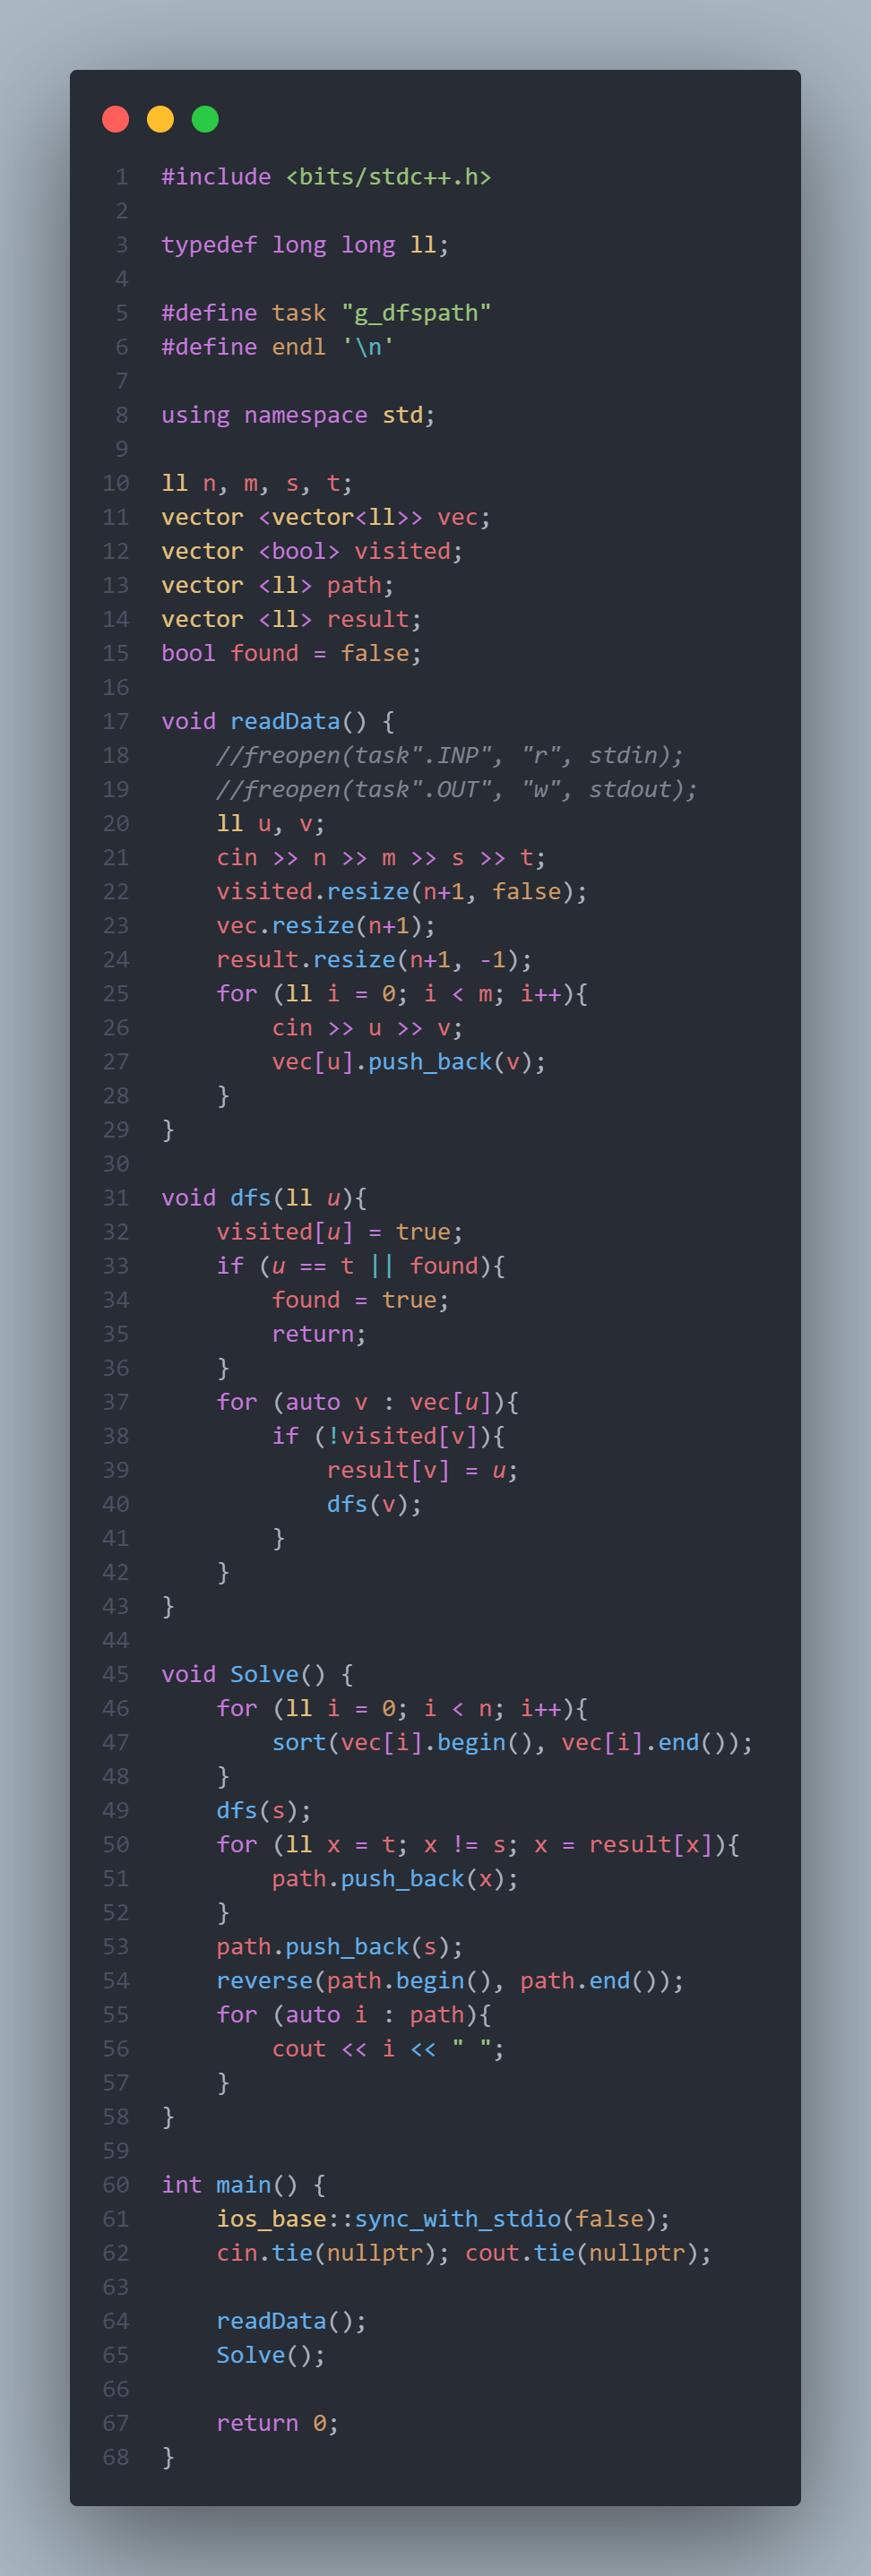 1 #include <bits/stdc++.h>
2
3 typedef long long ll;
4
5 #define task "g_dfspath"
6 #define endl '\n'
7
8 using namespace std;
9
10 ll n, m, s, t;
11 vector <vector<ll>> vec;
12 vector <bool> visited;
13 vector <ll> path;
14 vector <ll> result;
15 bool found = false;
16
17 void readData() {
18     //freopen(task".INP", "r", stdin);
19     //freopen(task".OUT", "w", stdout);
20     ll u, v;
21     cin >> n >> m >> s >> t;
22     visited.resize(n+1, false);
23     vec.resize(n+1);
24     result.resize(n+1, -1);
25     for (ll i = 0; i < m; i++){
26         cin >> u >> v;
27         vec[u].push_back(v);
28     }
29 }
30
31 void dfs(ll u){
32     visited[u] = true;
33     if (u == t || found){
34         found = true;
35         return;
36     }
37     for (auto v : vec[u]){
38         if (!visited[v]){
39             result[v] = u;
40             dfs(v);
41         }
42     }
43 }
44
45 void Solve() {
46     for (ll i = 0; i < n; i++){
47         sort(vec[i].begin(), vec[i].end());
48     }
49     dfs(s);
50     for (ll x = t; x != s; x = result[x]){
51         path.push_back(x);
52     }
53     path.push_back(s);
54     reverse(path.begin(), path.end());
55     for (auto i : path){
56         cout << i << " ";
57     }
58 }
59
60 int main() {
61     ios_base::sync_with_stdio(false);
62     cin.tie(nullptr); cout.tie(nullptr);
63
64     readData();
65     Solve();
66
67     return 0;
68 }